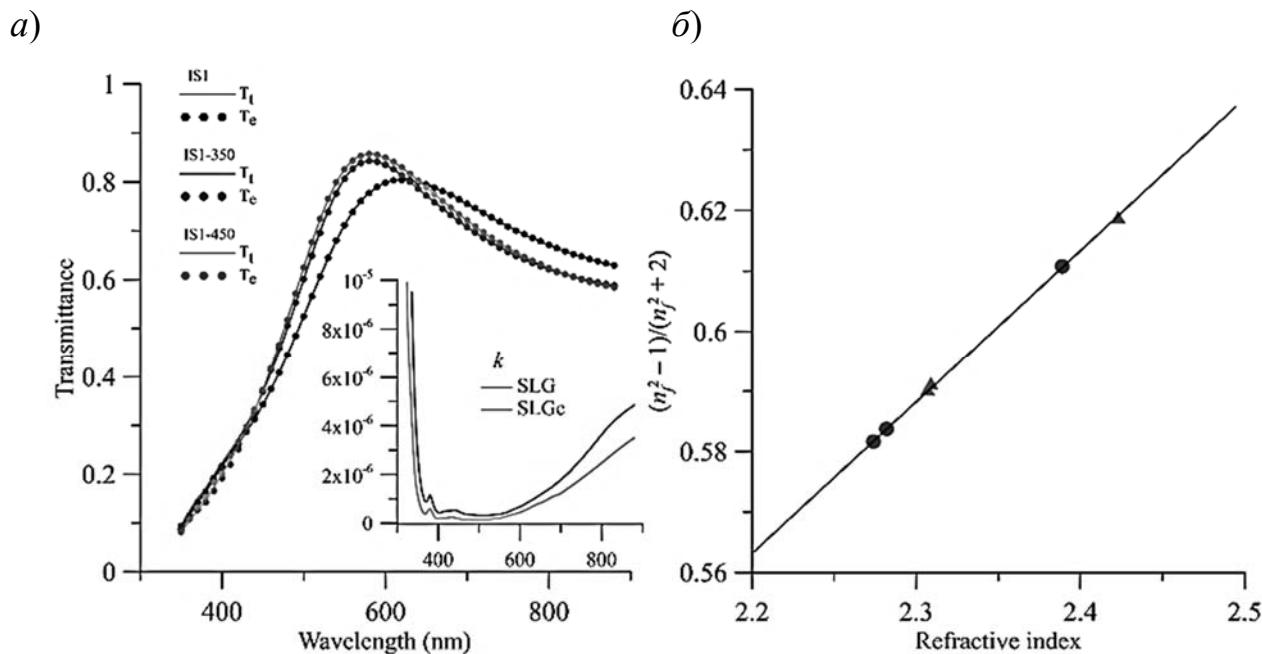 а)
IS1
T_t
T_e
IS1-350
T_t
T_e
IS1-450
T_t
T_e
Transmittance
1
0.8
0.6
0.4
0.2
0
400
600
800
Wavelength (nm)
10^-5
8x10^-6
6x10^-6
4x10^-6
2x10^-6
0
k
SLG
SLGc
400
600
800
б)
(n_f^2 − 1)/(n_f^2 + 2)
0.64
0.62
0.6
0.58
0.56
2.2
2.3
2.4
2.5
Refractive index